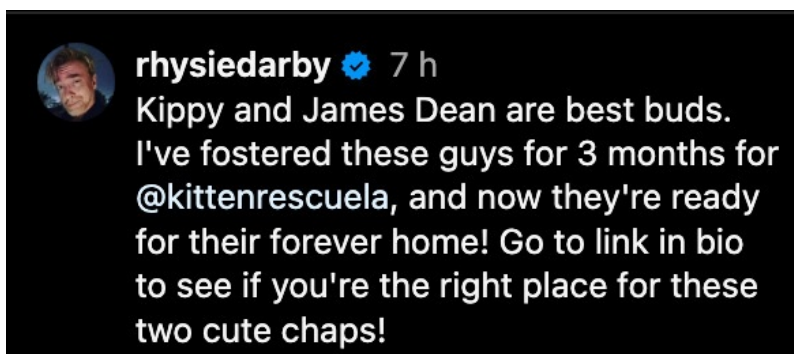 rhysiedarby 7 h
Kippy and James Dean are best buds.
I've fostered these guys for 3 months for
@kittenrescuela, and now they're ready
for their forever home! Go to link in bio
to see if you're the right place for these
two cute chaps!